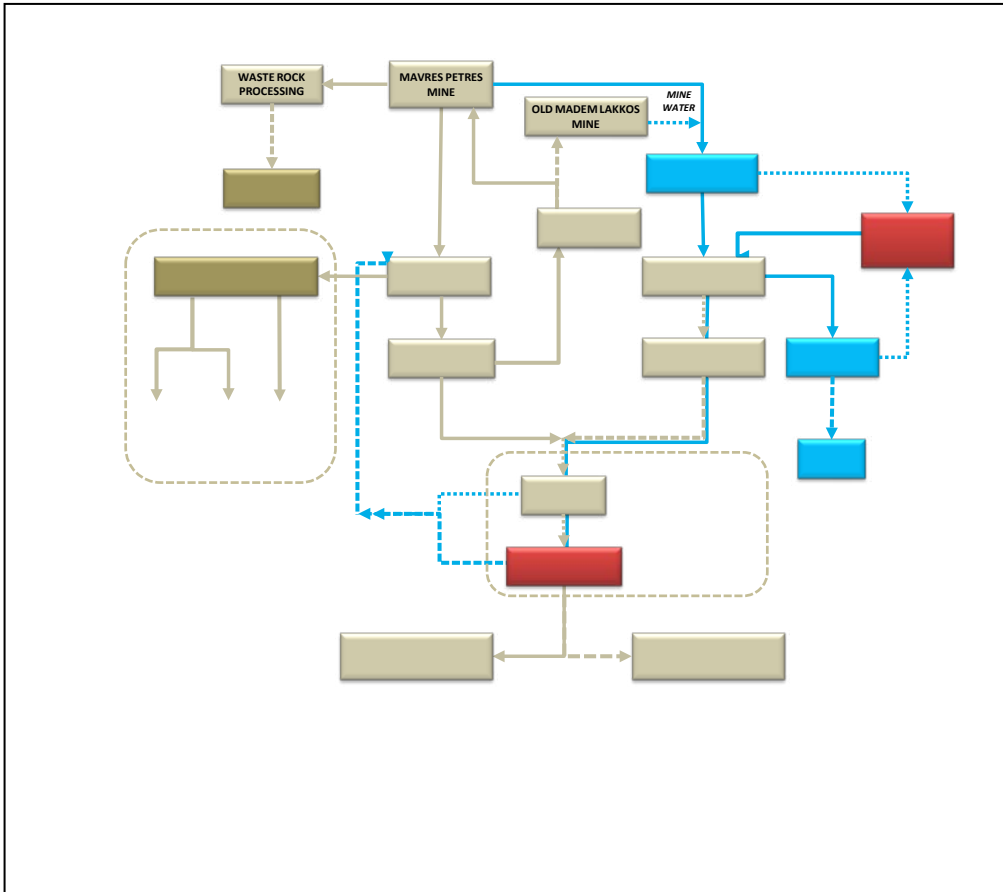 WASTE ROCK
PROCESSING
MAVRES PETRES
MINE
MINE
WATER
OLD MADEM LAKKOS
MINE